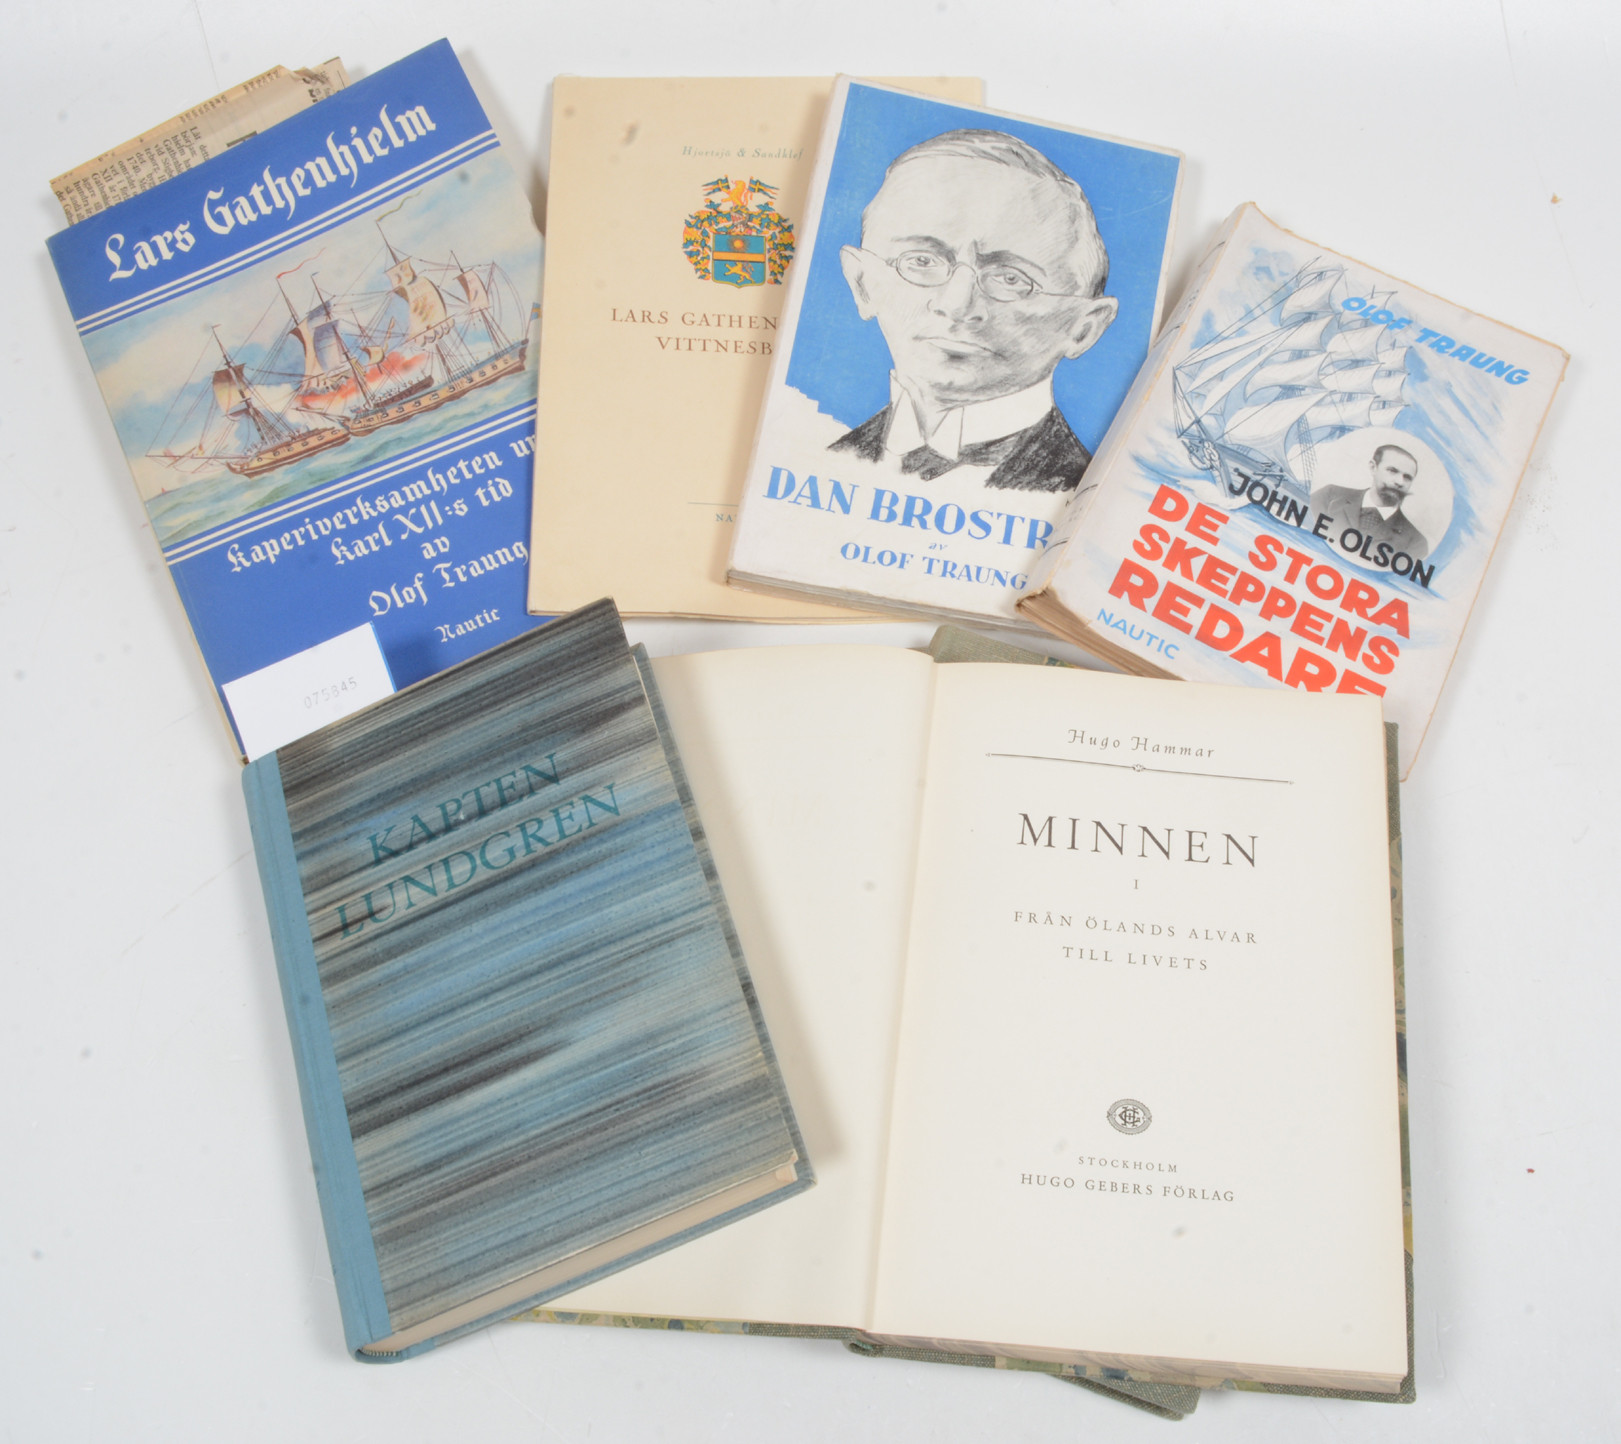 Lars Gathenhielm
Kaperiverksamheten un
Karl XII:s tid
av
Olof Traung
Nautic
075845
Hjortsjö & Sandklef
LARS GATHEN
VITTNESB
NA
DAN BROSTR
av
OLOF TRAUNG
OLOF TRAUNG
JOHN E. OLSON
DE STORA
SKEPPENS
REDARE
NAUTIC
KAPTEN
LUNDGREN
Hugo Hammar
MINNEN
I
FRÅN ÖLANDS ALVAR
TILL LIVETS
STOCKHOLM
HUGO GEBERS FÖRLAG